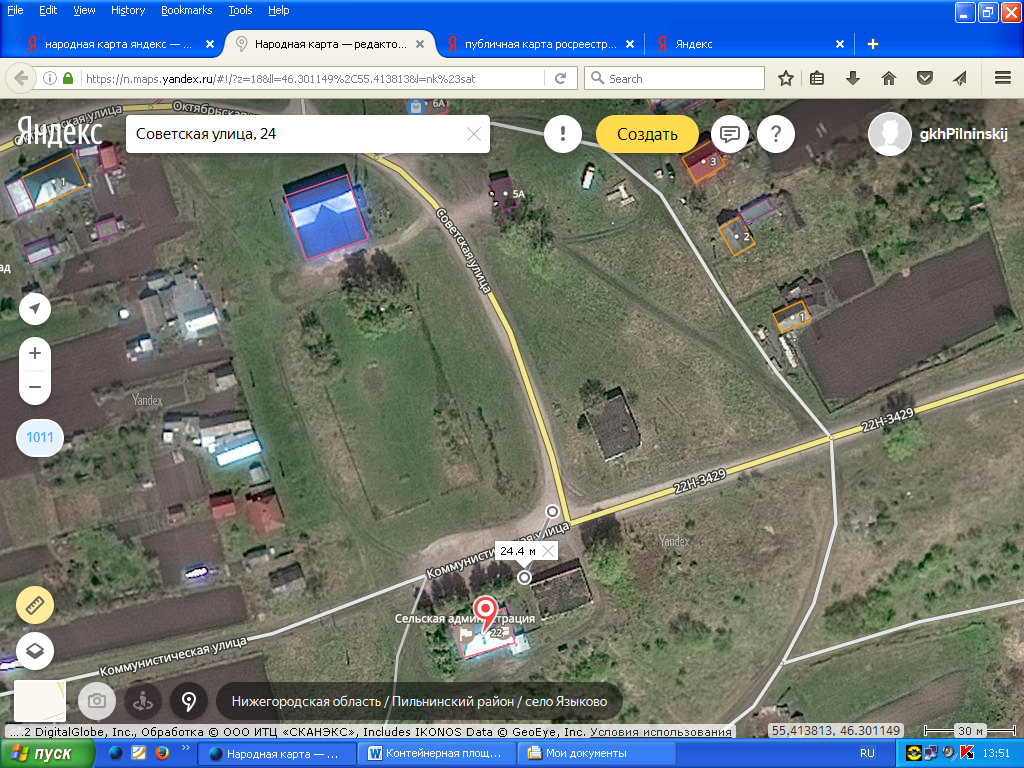 File Edit View History Bookmarks Tools Help
народная карта яндекс — ...
Народная карта — редакто...
публичная карта росреестр...
Яндекс
https://n.maps.yandex.ru/#!/?z=18&ll=46.301149%2C55.413813&l=nk%23sat
Search
Яндекс
Советская улица, 24
Создать
gkhPilninskij
Октябрьская
6А
1
5А
3
2
1
ад
Советская улица
1011
Yandex
22Н-3429
22Н-3429
Yandex
Коммунистическая улица
24.4 м
Сельская администрация
22
Коммунистическая улица
Нижегородская область / Пильнинский район / село Языково
....2 DigitalGlobe, Inc., Обработка © ООО ИТЦ «СКАНЭКС», Includes IKONOS Data © GeoEye, Inc. Условия использования
55.413813, 46.301149
30 м
пуск
Народная карта — ...
Контейнерная площ...
Мои документы
RU
13:51